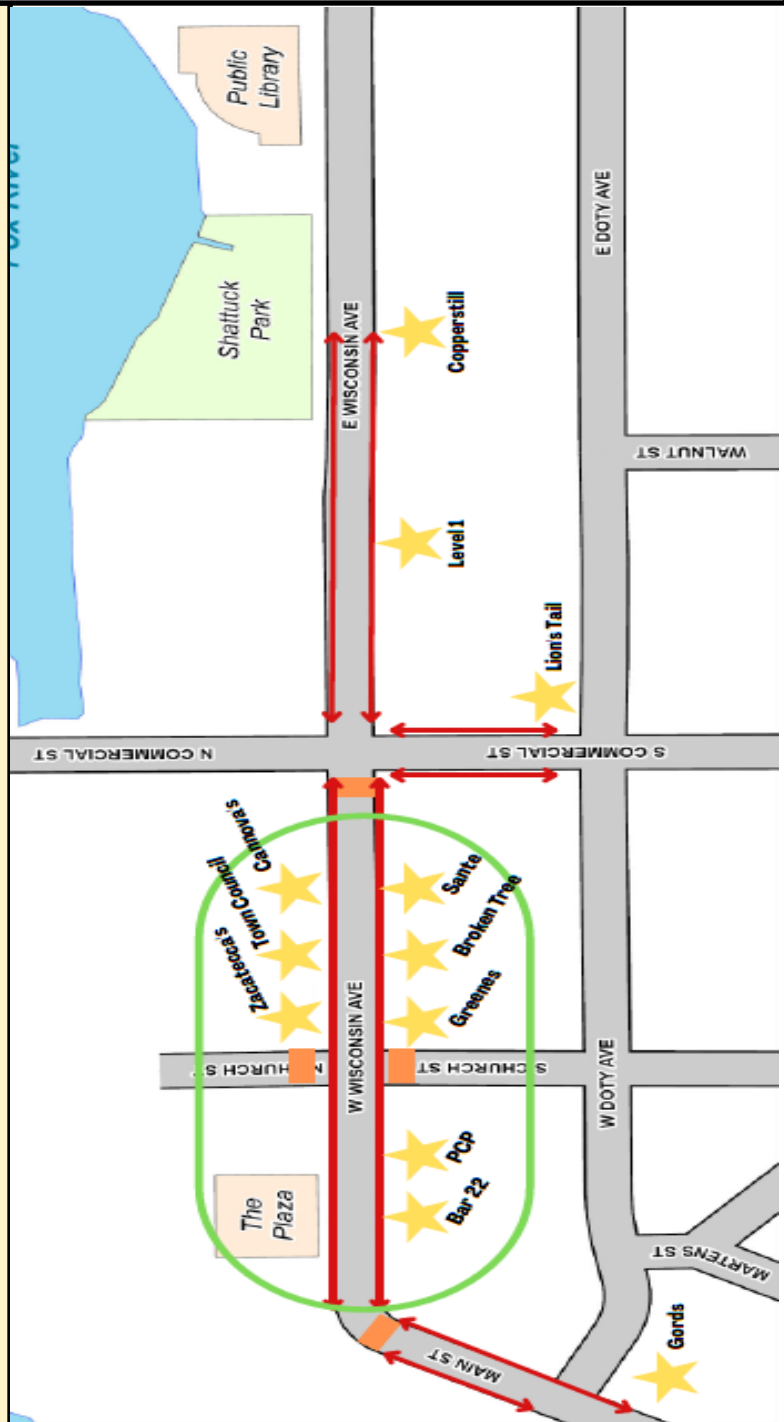 Public
Library
Fox River
Shattuck
Park
E WISCONSIN AVE
E DOTY AVE
Copperstill
WALNUT ST
Level 1
Lion's Tail
N COMMERCIAL ST
S COMMERCIAL ST
Cannova's
Town Council
Zacatecca's
Sante
Broken Tree
Greenes
W WISCONSIN AVE
N CHURCH ST
S CHURCH ST
W DOTY AVE
The
Plaza
PCP
Bar 22
MARTENS ST
MAIN ST
Gords